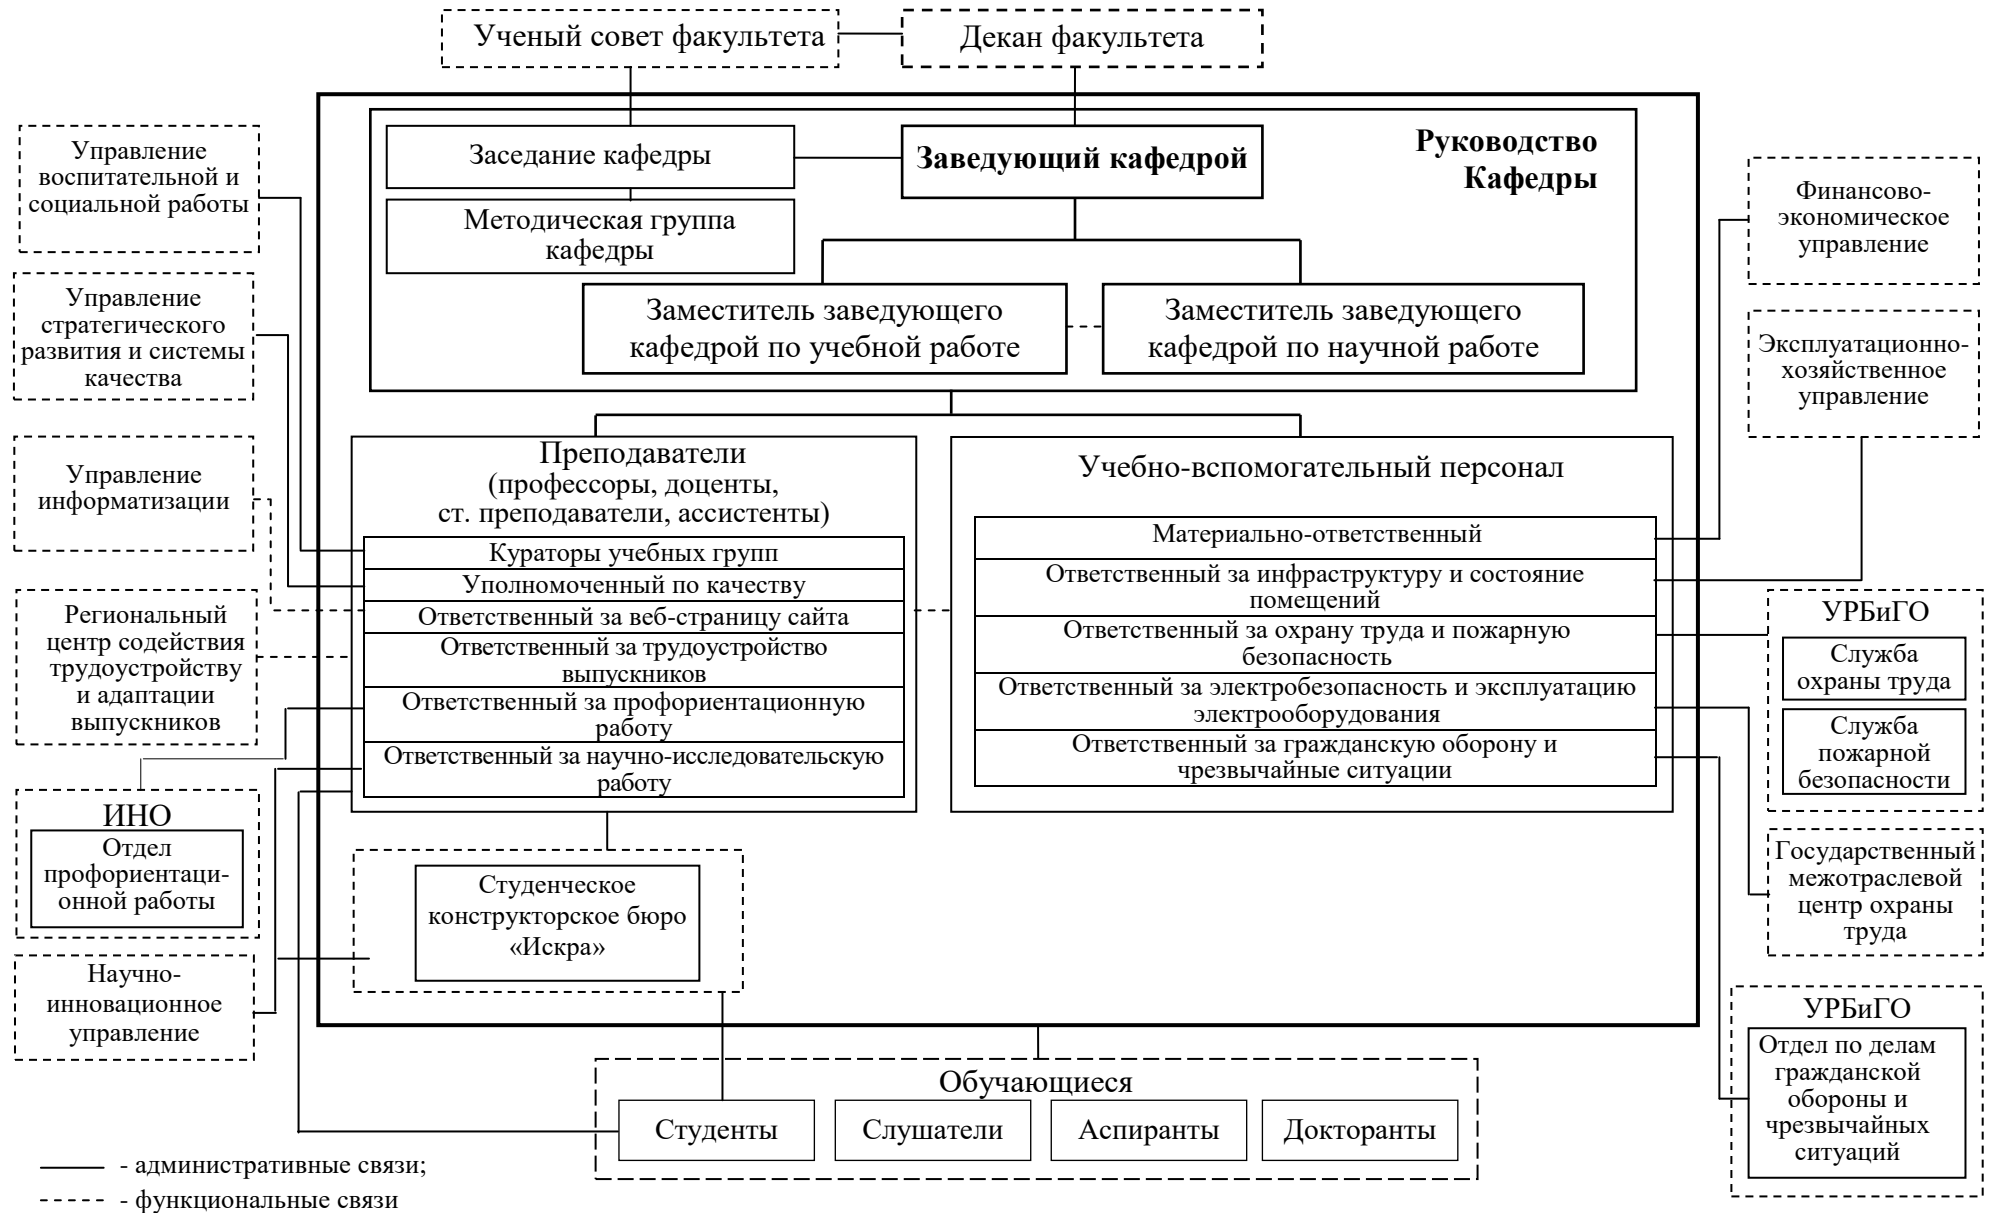 Ученый совет факультета
Декан факультета
Заседание кафедры
Заведующий кафедрой
Руководство
Кафедры
Методическая группа
кафедры
Заместитель заведующего
кафедрой по учебной работе
Заместитель заведующего
кафедрой по научной работе
Управление
воспитательной и
социальной работы
Управление
стратегического
развития и системы
качества
Управление
информатизации
Региональный
центр содействия
трудоустройству
и адаптации
выпускников
ИНО
Отдел
профориентаци-
онной работы
Научно-
инновационное
управление
Преподаватели
(профессоры, доценты,
ст. преподаватели, ассистенты)
Кураторы учебных групп
Уполномоченный по качеству
Ответственный за веб-страницу сайта
Ответственный за трудоустройство
выпускников
Ответственный за профориентационную
работу
Ответственный за научно-исследовательскую
работу
Учебно-вспомогательный персонал
Материально-ответственный
Ответственный за инфраструктуру и состояние
помещений
Ответственный за охрану труда и пожарную
безопасность
Ответственный за электробезопасность и эксплуатацию
электрооборудования
Ответственный за гражданскую оборону и
чрезвычайные ситуации
Финансово-
экономическое
управление
Эксплуатационно-
хозяйственное
управление
УРБиГО
Служба
охраны труда
Служба
пожарной
безопасности
Государственный
межотраслевой
центр охраны
труда
УРБиГО
Отдел по делам
гражданской
обороны и
чрезвычайных
ситуаций
Студенческое
конструкторское бюро
«Искра»
Обучающиеся
Студенты
Слушатели
Аспиранты
Докторанты
- административные связи;
- функциональные связи